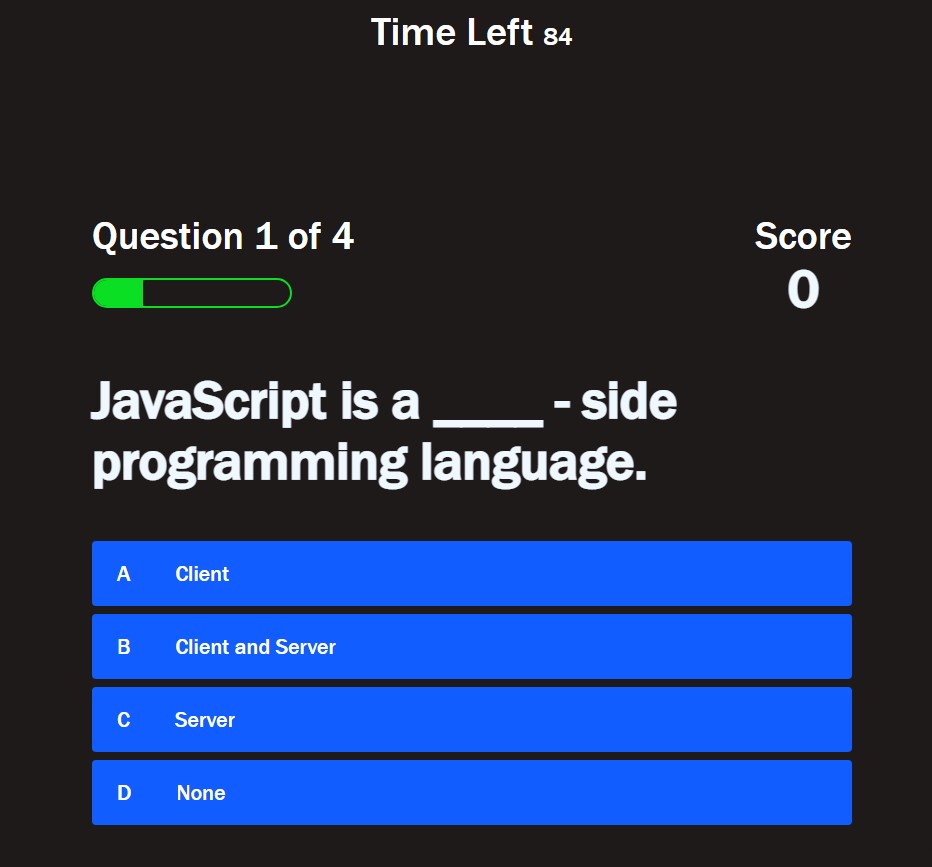 Time Left 84
Question 1 of 4
Score
0
JavaScript is a ____ - side
programming language.
A Client
B Client and Server
C Server
D None